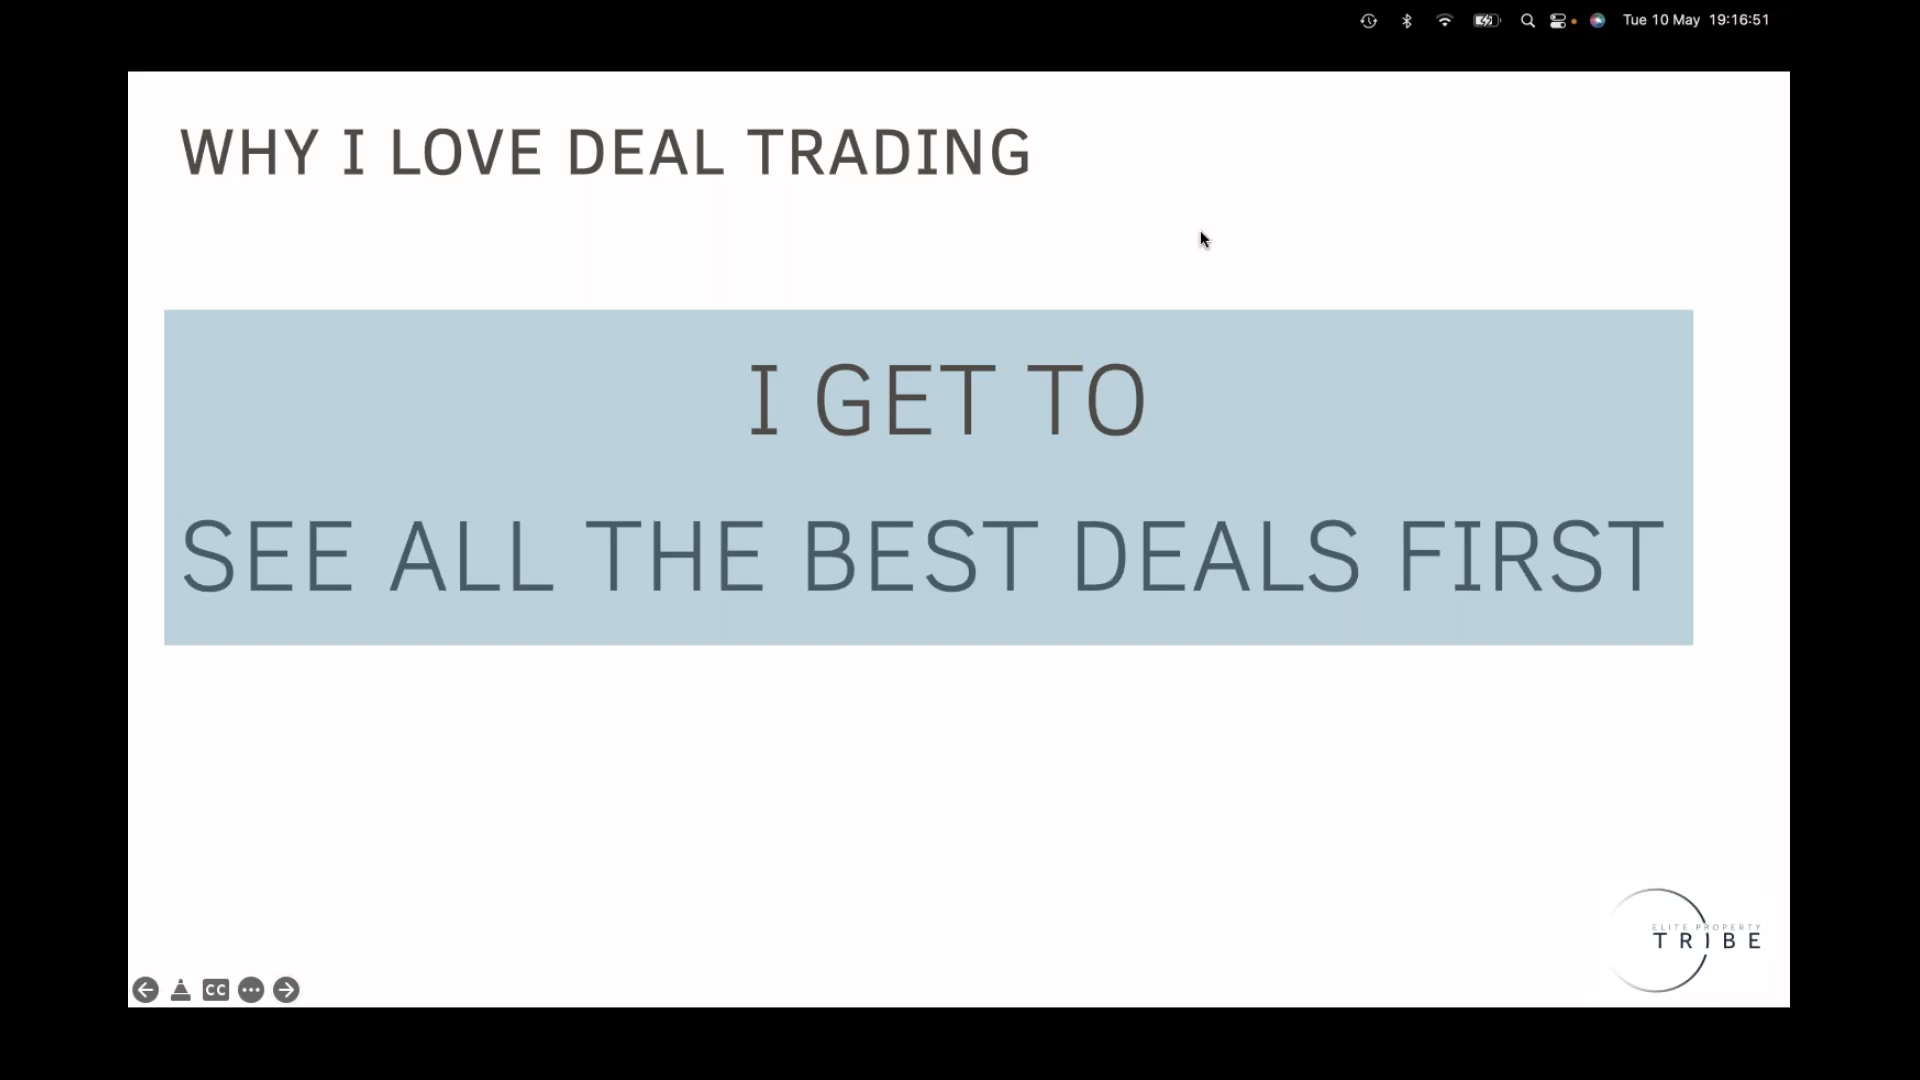 Tue 10 May 19:16:51
WHY I LOVE DEAL TRADING
I GET TO
SEE ALL THE BEST DEALS FIRST
ELITE PROPERTY
TRIBE
CC